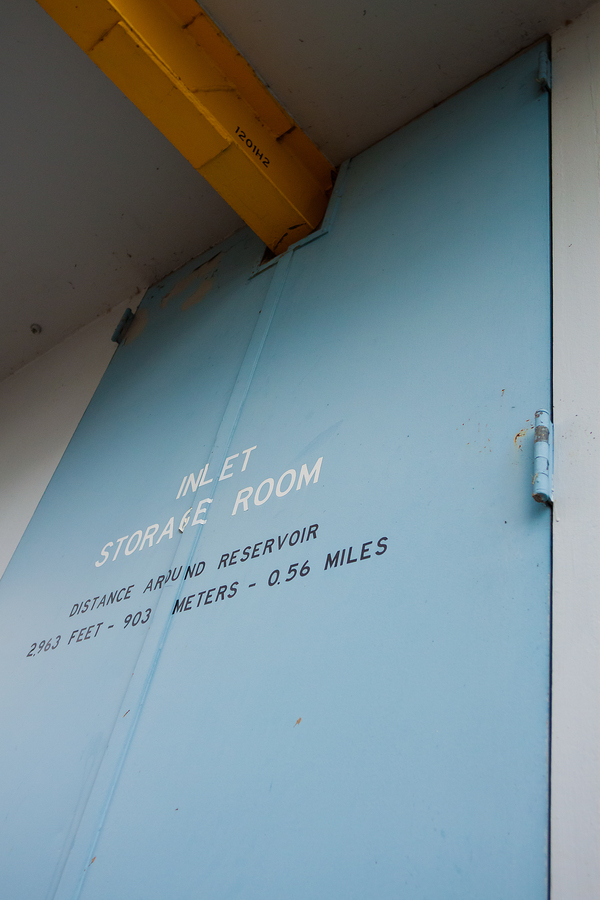 1201H2
INLET
STORAGE ROOM
DISTANCE AROUND RESERVOIR
2,963 FEET - 903 METERS - 0.56 MILES